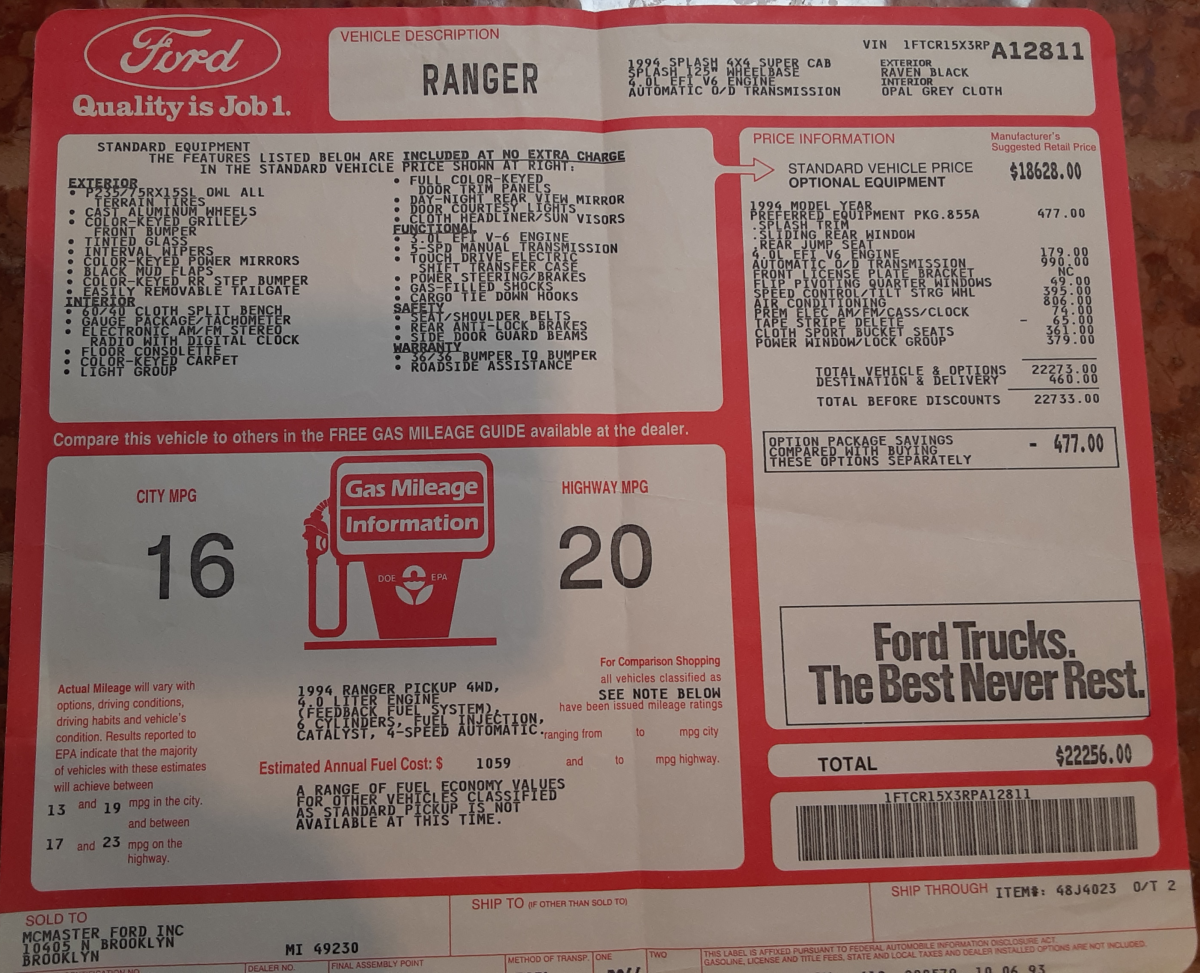 Ford
Quality is Job 1.
VEHICLE DESCRIPTION
RANGER
1994 SPLASH 4X4 SUPER CAB
SPLASH 125" WHEELBASE
4.0L EFI V6 ENGINE
AUTOMATIC O/D TRANSMISSION
VIN 1FTCR15X3RPA12811
EXTERIOR
RAVEN BLACK
INTERIOR
OPAL GREY CLOTH
STANDARD EQUIPMENT
THE FEATURES LISTED BELOW ARE INCLUDED AT NO EXTRA CHARGE
IN THE STANDARD VEHICLE PRICE SHOWN AT RIGHT:
EXTERIOR
• P235/75RX15SL OWL ALL
TERRAIN TIRES
• CAST ALUMINUM WHEELS
• COLOR-KEYED GRILLE/
FRONT BUMPER
• TINTED GLASS
• INTERVAL WIPERS
• COLOR-KEYED POWER MIRRORS
• BLACK MUD FLAPS
• COLOR-KEYED RR STEP BUMPER
• EASILY REMOVABLE TAILGATE
INTERIOR
• 60/40 CLOTH SPLIT BENCH
• GAUGE PACKAGE/TACHOMETER
• ELECTRONIC AM/FM STEREO
RADIO WITH DIGITAL CLOCK
• FLOOR CONSOLETTE
• COLOR-KEYED CARPET
• LIGHT GROUP
• FULL COLOR-KEYED
DOOR TRIM PANELS
• DAY-NIGHT REAR VIEW MIRROR
• DOOR COURTESY LIGHTS
• CLOTH HEADLINER/SUN VISORS
FUNCTIONAL
• 3.0L EFI V-6 ENGINE
• 5-SPD MANUAL TRANSMISSION
• TOUCH DRIVE ELECTRIC
SHIFT TRANSFER CASE
• POWER STEERING/BRAKES
• GAS-FILLED SHOCKS
• CARGO TIE DOWN HOOKS
SAFETY
• SEAT/SHOULDER BELTS
• REAR ANTI-LOCK BRAKES
• SIDE DOOR GUARD BEAMS
WARRANTY
• 36/36 BUMPER TO BUMPER
• ROADSIDE ASSISTANCE
PRICE INFORMATION
Manufacturer's
Suggested Retail Price
STANDARD VEHICLE PRICE $18628.00
OPTIONAL EQUIPMENT
1994 MODEL YEAR
PREFERRED EQUIPMENT PKG.855A 477.00
.SPLASH TRIM
.SLIDING REAR WINDOW
.REAR JUMP SEAT
4.0L EFI V6 ENGINE 179.00
AUTOMATIC O/D TRANSMISSION 990.00
FRONT LICENSE PLATE BRACKET NC
FLIP PIVOTING QUARTER WINDOWS 49.00
SPEED CONTROL/TILT STRG WHL 395.00
AIR CONDITIONING 806.00
PREM ELEC AM/FM/CASS/CLOCK 74.00
TAPE STRIPE DELETE - 65.00
CLOTH SPORT BUCKET SEATS 361.00
POWER WINDOW/LOCK GROUP 379.00
TOTAL VEHICLE & OPTIONS 22273.00
DESTINATION & DELIVERY 460.00
TOTAL BEFORE DISCOUNTS 22733.00
OPTION PACKAGE SAVINGS
COMPARED WITH BUYING
THESE OPTIONS SEPARATELY - 477.00
Compare this vehicle to others in the FREE GAS MILEAGE GUIDE available at the dealer.
CITY MPG
16
Gas Mileage
Information
DOE EPA
HIGHWAY MPG
20
Actual Mileage will vary with
options, driving conditions,
driving habits and vehicle's
condition. Results reported to
EPA indicate that the majority
of vehicles with these estimates
will achieve between
13 and 19 mpg in the city.
and between
17 and 23 mpg on the
highway.
1994 RANGER PICKUP 4WD,
4.0 LITER ENGINE
(FEEDBACK FUEL SYSTEM),
6 CYLINDERS, FUEL INJECTION,
CATALYST, 4-SPEED AUTOMATIC.
Estimated Annual Fuel Cost: $ 1059
A RANGE OF FUEL ECONOMY VALUES
FOR OTHER VEHICLES CLASSIFIED
AS STANDARD PICKUP IS NOT
AVAILABLE AT THIS TIME.
For Comparison Shopping
all vehicles classified as
SEE NOTE BELOW
have been issued mileage ratings
ranging from to mpg city
and to mpg highway.
Ford Trucks.
The Best Never Rest.
TOTAL $22256.00
1FTCR15X3RPA12811
SOLD TO
MCMASTER FORD INC
10405 N BROOKLYN
BROOKLYN MI 49230
SHIP TO (IF OTHER THAN SOLD TO)
SHIP THROUGH ITEM#: 48J4023 O/T 2
DEALER NO.
FINAL ASSEMBLY POINT
METHOD OF TRANSP.
ONE
TWO
THIS LABEL IS AFFIXED PURSUANT TO FEDERAL AUTOMOBILE INFORMATION DISCLOSURE ACT.
GASOLINE, LICENSE AND TITLE FEES, STATE AND LOCAL TAXES AND DEALER INSTALLED OPTIONS ARE NOT INCLUDED.
10 06 93